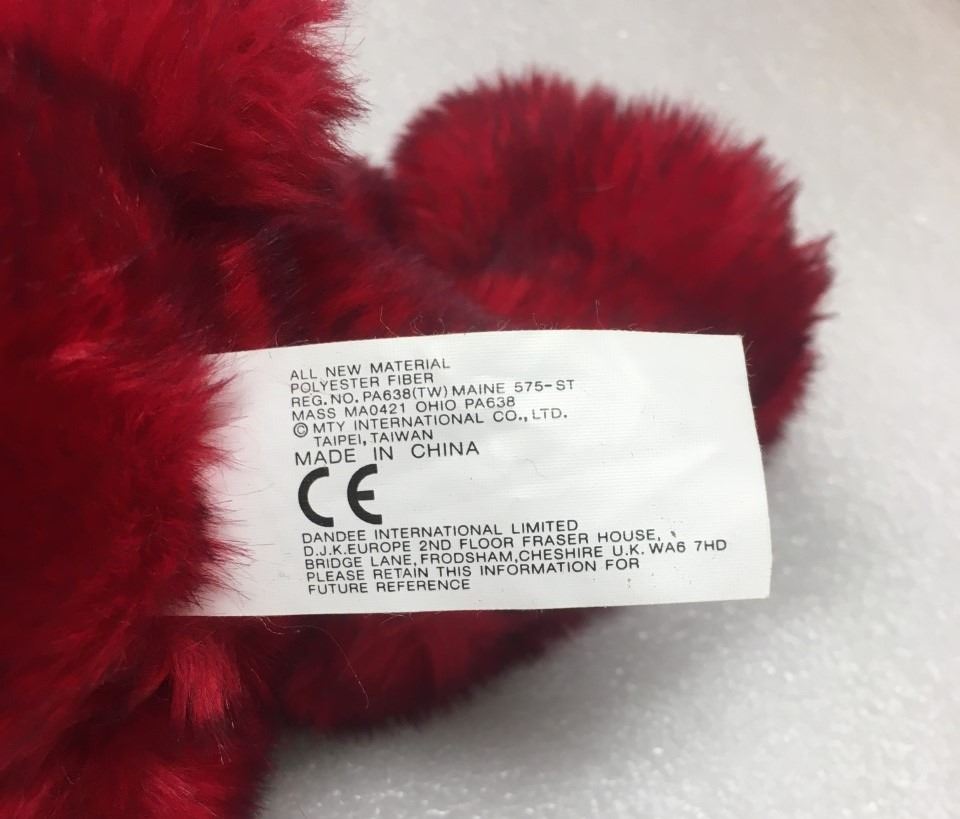 ALL NEW MATERIAL
POLYESTER FIBER
REG. NO. PA638(TW) MAINE 575-ST
MASS MA0421 OHIO PA638
© MTY INTERNATIONAL CO., LTD.
TAIPEI, TAIWAN
MADE IN CHINA
CE
DANDEE INTERNATIONAL LIMITED
D.J.K.EUROPE 2ND FLOOR FRASER HOUSE,
BRIDGE LANE, FRODSHAM, CHESHIRE U.K. WA6 7HD
PLEASE RETAIN THIS INFORMATION FOR
FUTURE REFERENCE